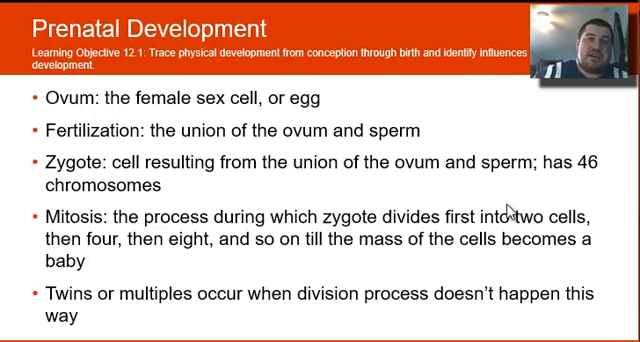 Prenatal Development
Learning Objective 12.1: Trace physical development from conception through birth and identify influences
development.
• Ovum: the female sex cell, or egg
• Fertilization: the union of the ovum and sperm
• Zygote: cell resulting from the union of the ovum and sperm; has 46
chromosomes
• Mitosis: the process during which zygote divides first into two cells,
then four, then eight, and so on till the mass of the cells becomes a
baby
• Twins or multiples occur when division process doesn't happen this
way